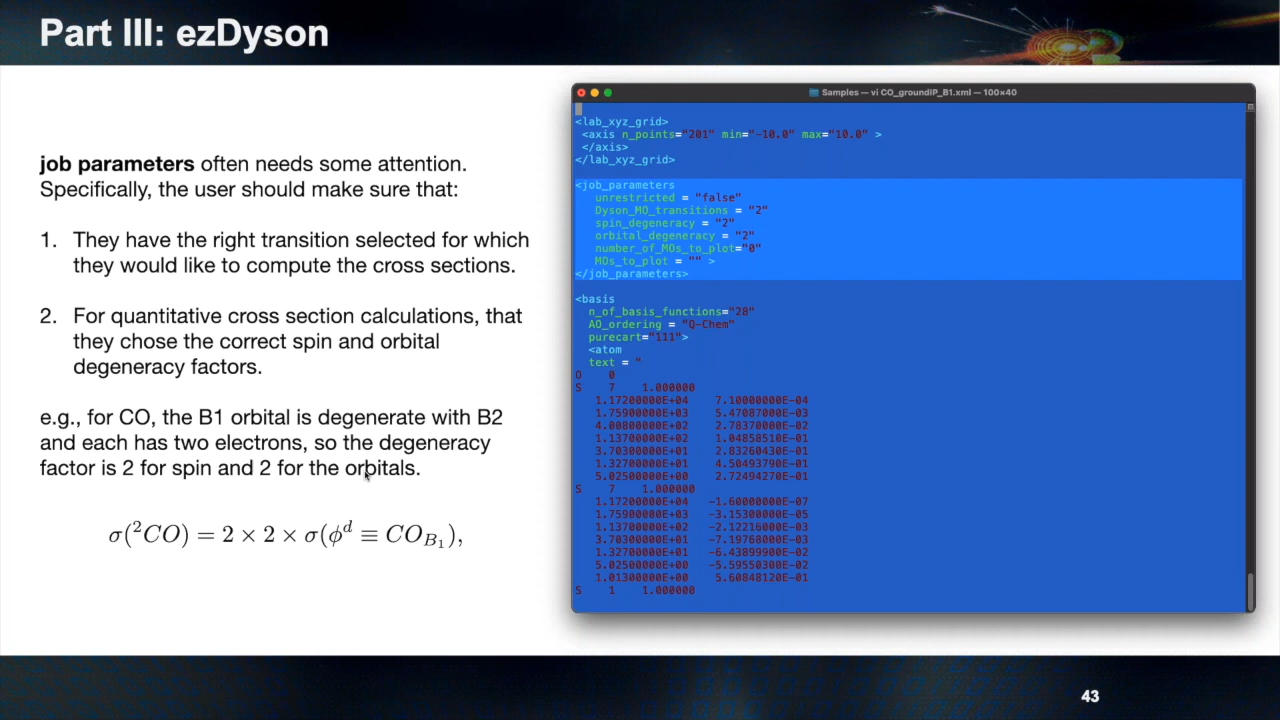 Part III: ezDyson
job parameters often needs some attention.
Specifically, the user should make sure that:
1. They have the right transition selected for which
they would like to compute the cross sections.
2. For quantitative cross section calculations, that
they chose the correct spin and orbital
degeneracy factors.
e.g., for CO, the B1 orbital is degenerate with B2
and each has two electrons, so the degeneracy
factor is 2 for spin and 2 for the orbitals.
σ(²CO) = 2 × 2 × σ(ϕᵈ ≡ CO_{B₁}),
Samples — vi CO_groundIP_B1.xml — 100×40
<lab_xyz_grid>
<axis n_points="201" min="-10.0" max="10.0" >
</axis>
</lab_xyz_grid>
<job_parameters
unrestricted = "false"
Dyson_MO_transitions = "2"
spin_degeneracy = "2"
orbital_degeneracy = "2"
number_of_MOs_to_plot="0"
MOs_to_plot = "" >
</job_parameters>
<basis
n_of_basis_functions="28"
AO_ordering = "Q-Chem"
purecart="111">
<atom
text = "
O 0
S 7 1.000000
1.17200000E+04 7.10000000E-04
1.75900000E+03 5.47087000E-03
4.00800000E+02 2.78370000E-02
1.13700000E+02 1.04858510E-01
3.70300000E+01 2.83260430E-01
1.32700000E+01 4.50493790E-01
5.02500000E+00 2.72494270E-01
S 7 1.000000
1.17200000E+04 -1.60000000E-07
1.75900000E+03 -3.15300000E-05
1.13700000E+02 -2.12216000E-03
3.70300000E+01 -7.19768000E-03
1.32700000E+01 -6.43899000E-02
5.02500000E+00 -5.59550300E-02
1.01300000E+00 5.60848120E-01
S 1 1.000000
43